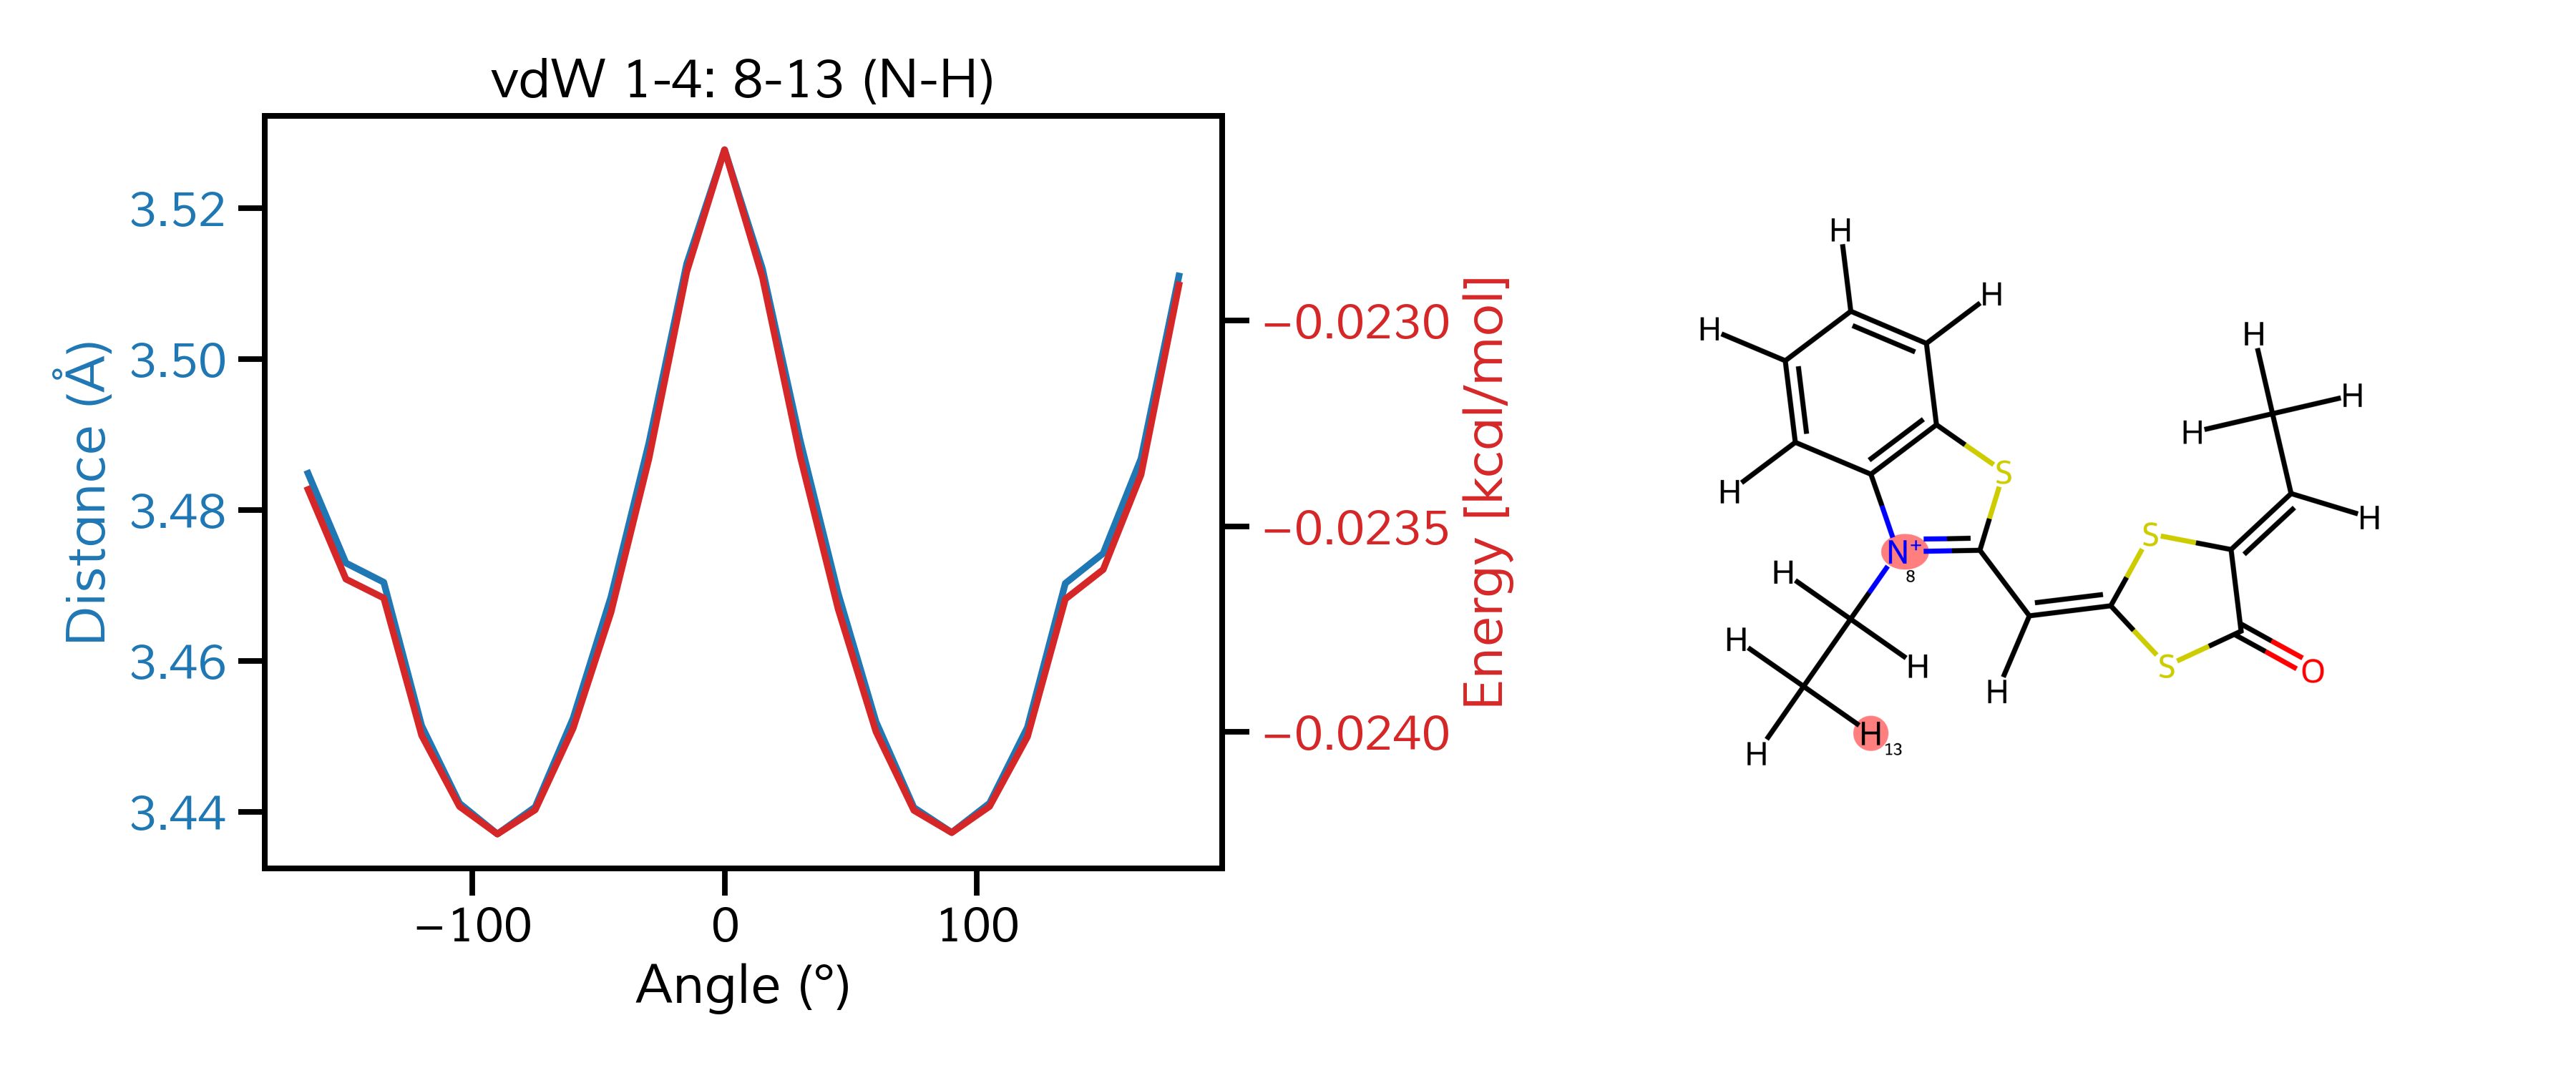 vdW 1-4: 8-13 (N-H)
Distance (Å)
3.52
3.50
3.48
3.46
3.44
−100
0
100
Angle (°)
−0.0230
−0.0235
−0.0240
Energy [kcal/mol]
H
H
H
H
H
H
H
S
H
S
N⁺
8
H
H
H
H
S
O
H
H
13
H